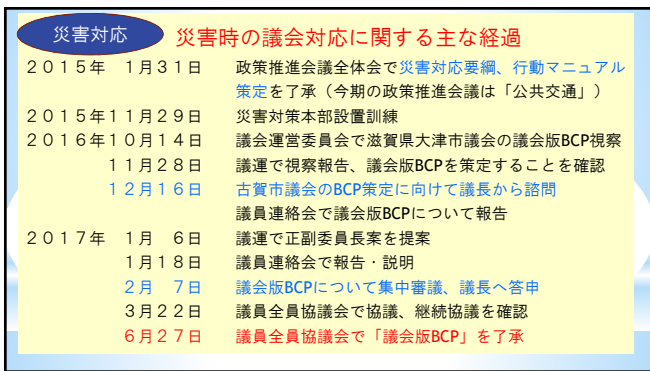 災害対応
災害時の議会対応に関する主な経過
２０１５年　１月３１日　政策推進会議全体会で災害対応要綱、行動マニュアル
策定を了承（今期の政策推進会議は「公共交通」）
２０１５年１１月２９日　災害対策本部設置訓練
２０１６年１０月１４日　議会運営委員会で滋賀県大津市議会の議会版BCP視察
１１月２８日　議運で視察報告、議会版BCPを策定することを確認
１２月１６日　古賀市議会のBCP策定に向けて議長から諮問
議員連絡会で議会版BCPについて報告
２０１７年　１月　６日　議運で正副委員長案を提案
１月１８日　議員連絡会で報告・説明
２月　７日　議会版BCPについて集中審議、議長へ答申
３月２２日　議員全員協議会で協議、継続協議を確認
６月２７日　議員全員協議会で「議会版BCP」を了承